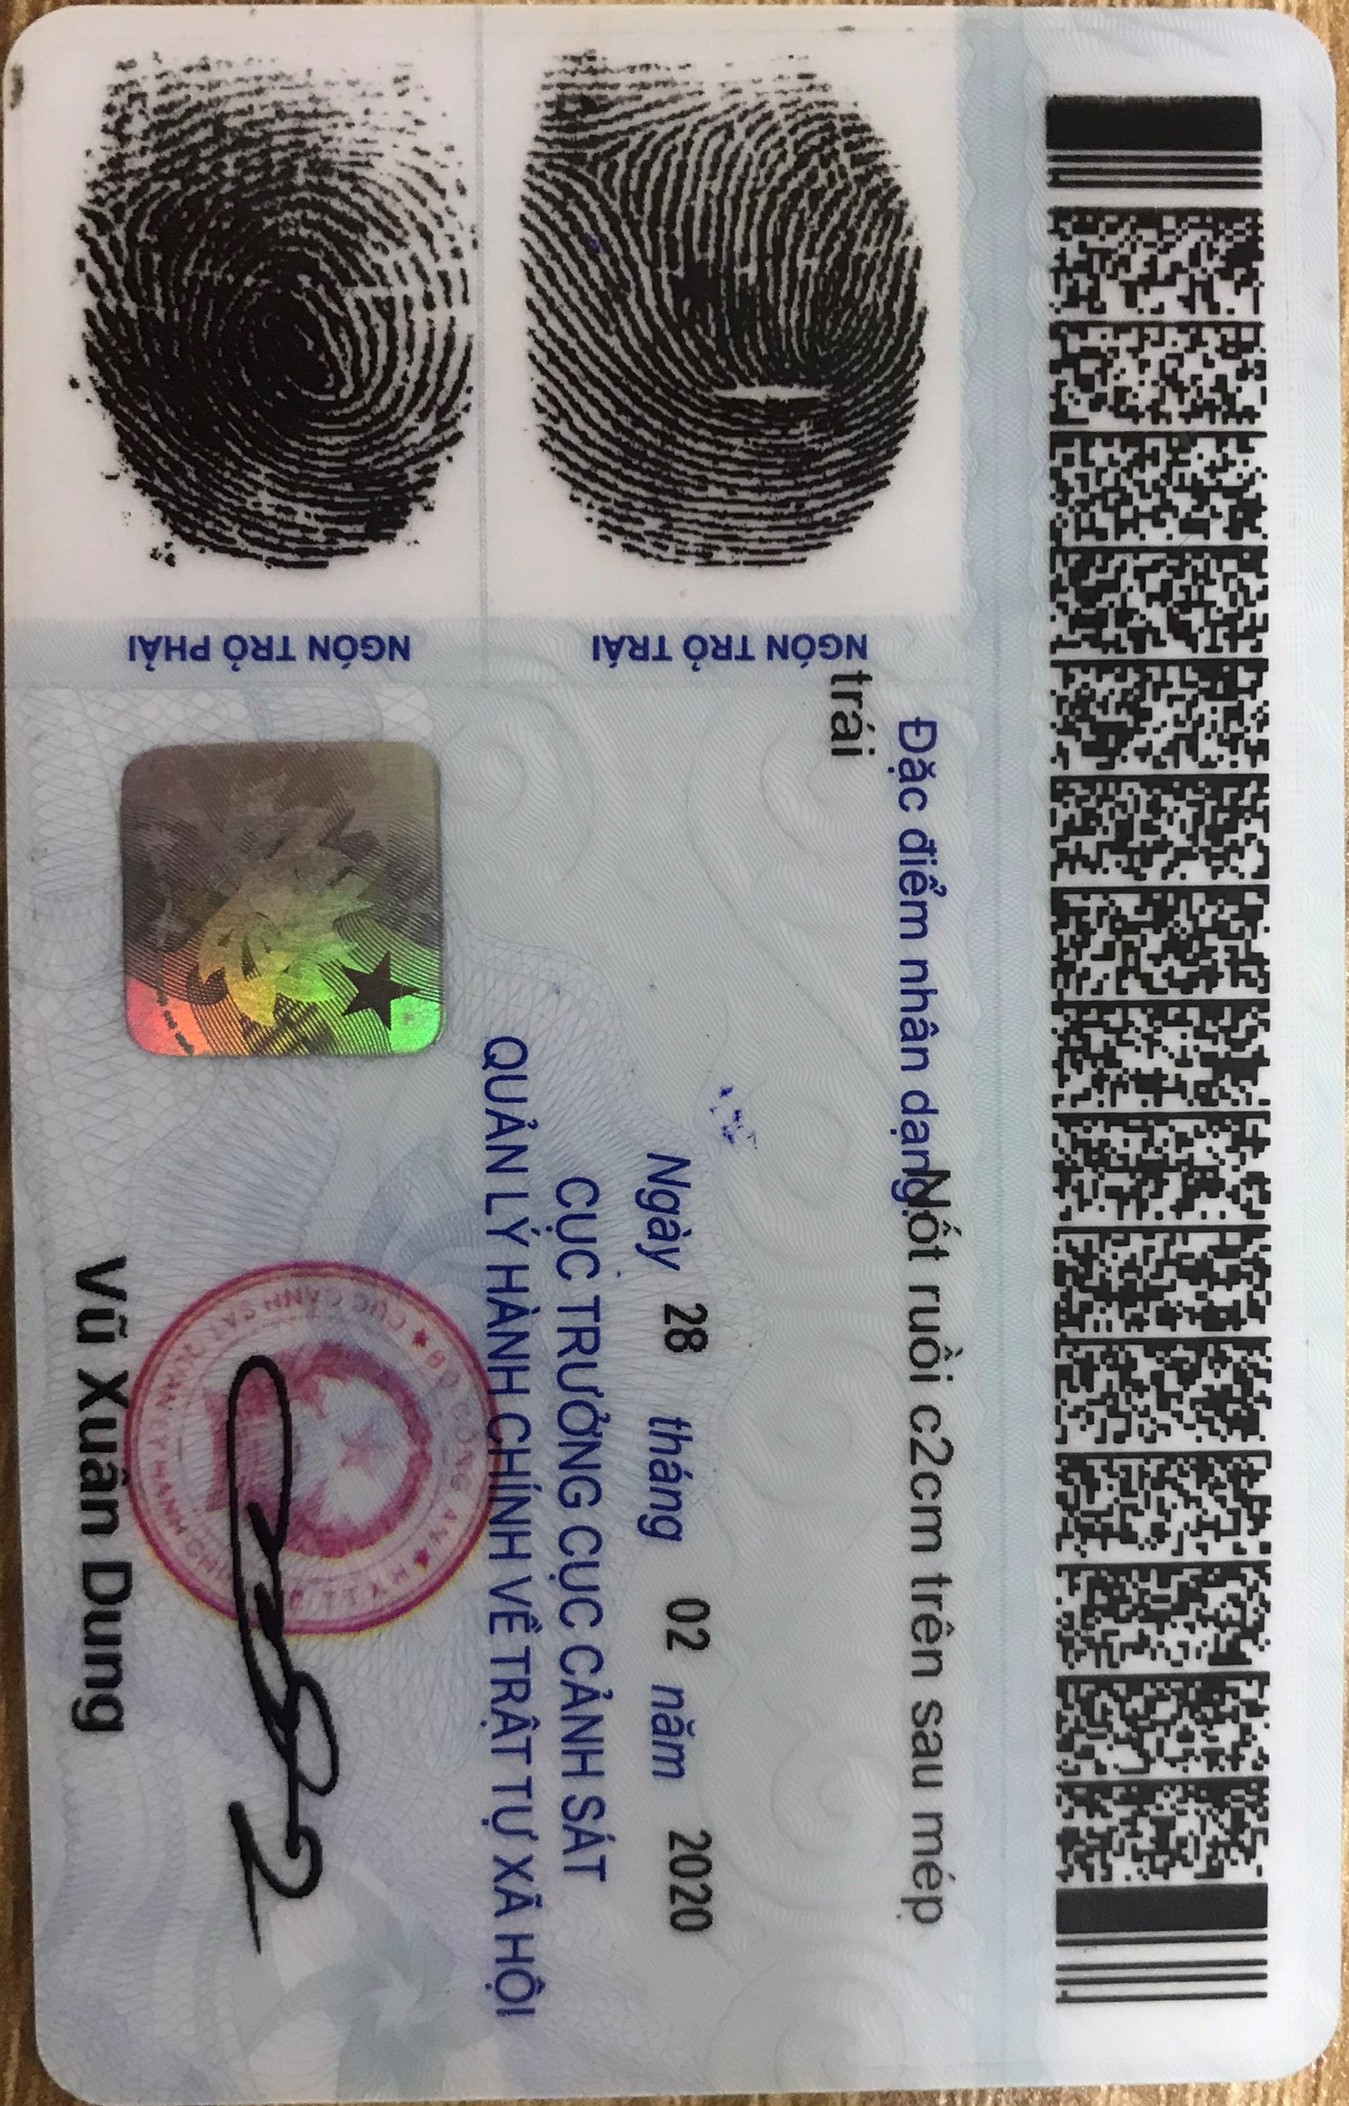 Đặc điểm nhân dạng: Nốt ruồi c2cm trên sau mép
trái
NGÓN TRỎ TRÁI
NGÓN TRỎ PHẢI
Ngày 28 tháng 02 năm 2020
CỤC TRƯỞNG CỤC CẢNH SÁT
QUẢN LÝ HÀNH CHÍNH VỀ TRẬT TỰ XÃ HỘI
Vũ Xuân Dung